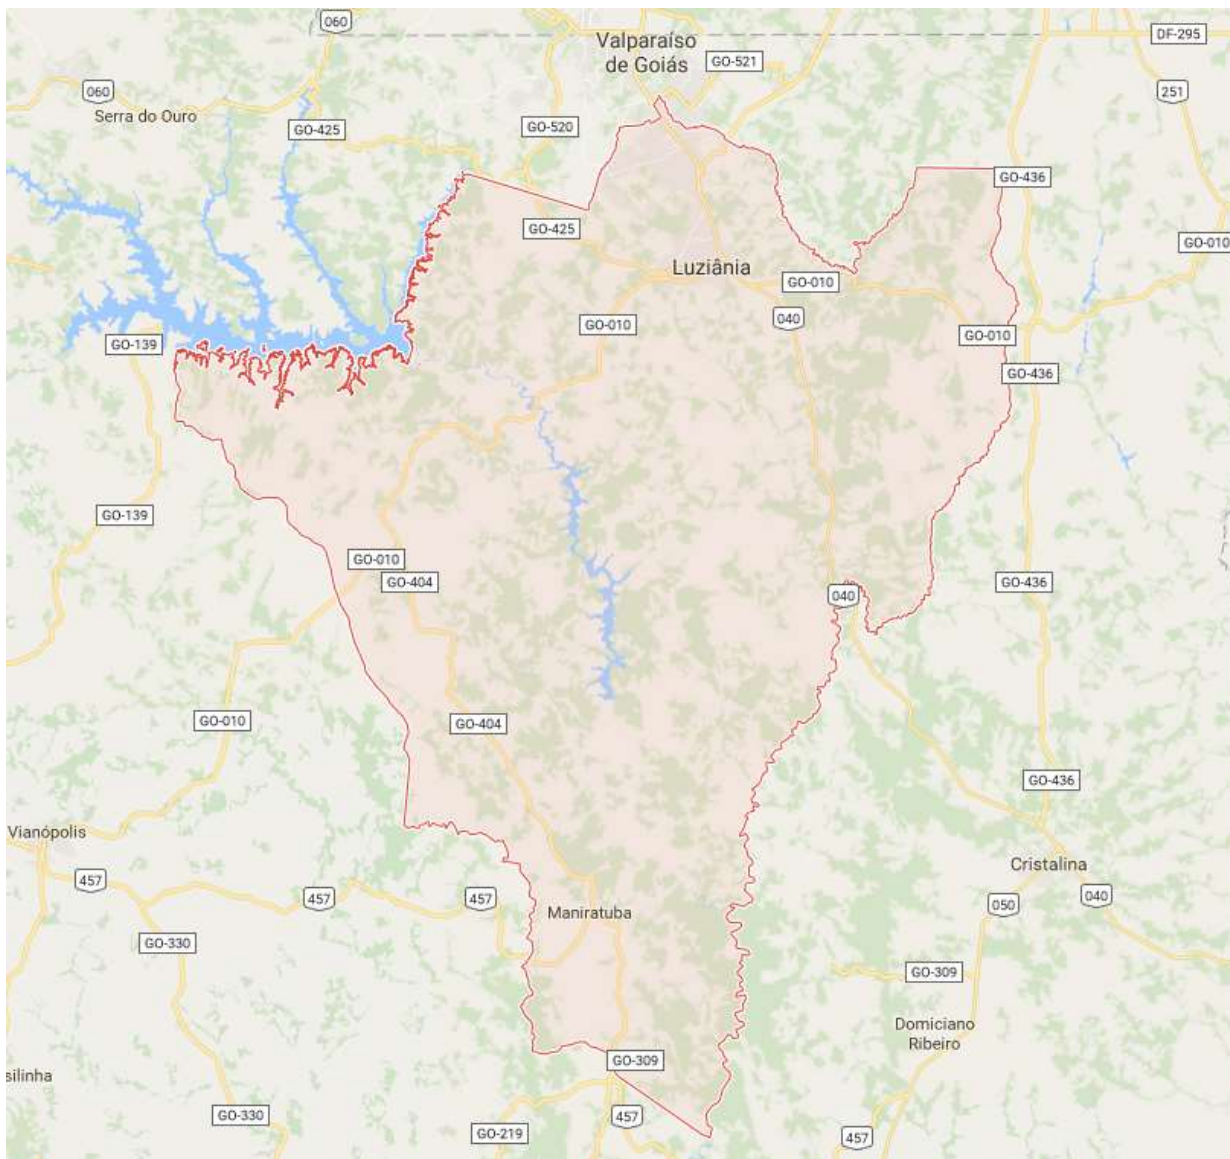 060
DF-295
Valparaíso
de Goiás
GO-521
060
251
Serra do Ouro
GO-425
GO-520
GO-436
GO-425
GO-010
Luziânia
GO-010
040
GO-010
GO-010
GO-139
GO-436
GO-139
GO-010
GO-404
GO-436
040
GO-010
GO-404
GO-436
Vianópolis
Cristalina
457
457
457
040
050
Maniratuba
GO-330
GO-309
Domiciano
Ribeiro
GO-309
silinha
GO-330
457
GO-219
457